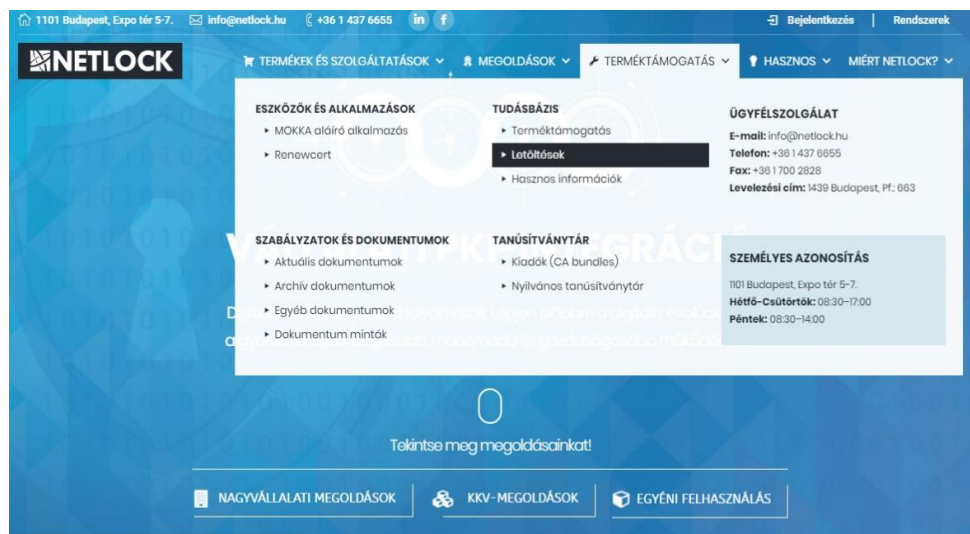 1101 Budapest, Expo tér 5-7. info@netlock.hu +36 1 437 6655 in f Bejelentkezés | Rendszerek
NETLOCK TERMÉKEK ÉS SZOLGÁLTATÁSOK MEGOLDÁSOK TERMÉKTÁMOGATÁS HASZNOS MIÉRT NETLOCK?
ESZKÖZÖK ÉS ALKALMAZÁSOK
MOKKA aláíró alkalmazás
Renewcert
TUDÁSBÁZIS
Terméktámogatás
Letöltések
Hasznos információk
ÜGYFÉLSZOLGÁLAT
E-mail: info@netlock.hu
Telefon: +36 1 437 6655
Fax: +36 1 700 2828
Levelezési cím: 1439 Budapest, Pf.: 663
SZABÁLYZATOK ÉS DOKUMENTUMOK
Aktuális dokumentumok
Archív dokumentumok
Egyéb dokumentumok
Dokumentum minták
TANÚSÍTVÁNYTÁR
Kiadók (CA bundles)
Nyilvános tanúsítványtár
SZEMÉLYES AZONOSÍTÁS
1101 Budapest, Expo tér 5-7.
Hétfő-Csütörtök: 08:30–17:00
Péntek: 08:30–14:00
Tekintse meg megoldásainkat!
NAGYVÁLLALATI MEGOLDÁSOK KKV-MEGOLDÁSOK EGYÉNI FELHASZNÁLÁS